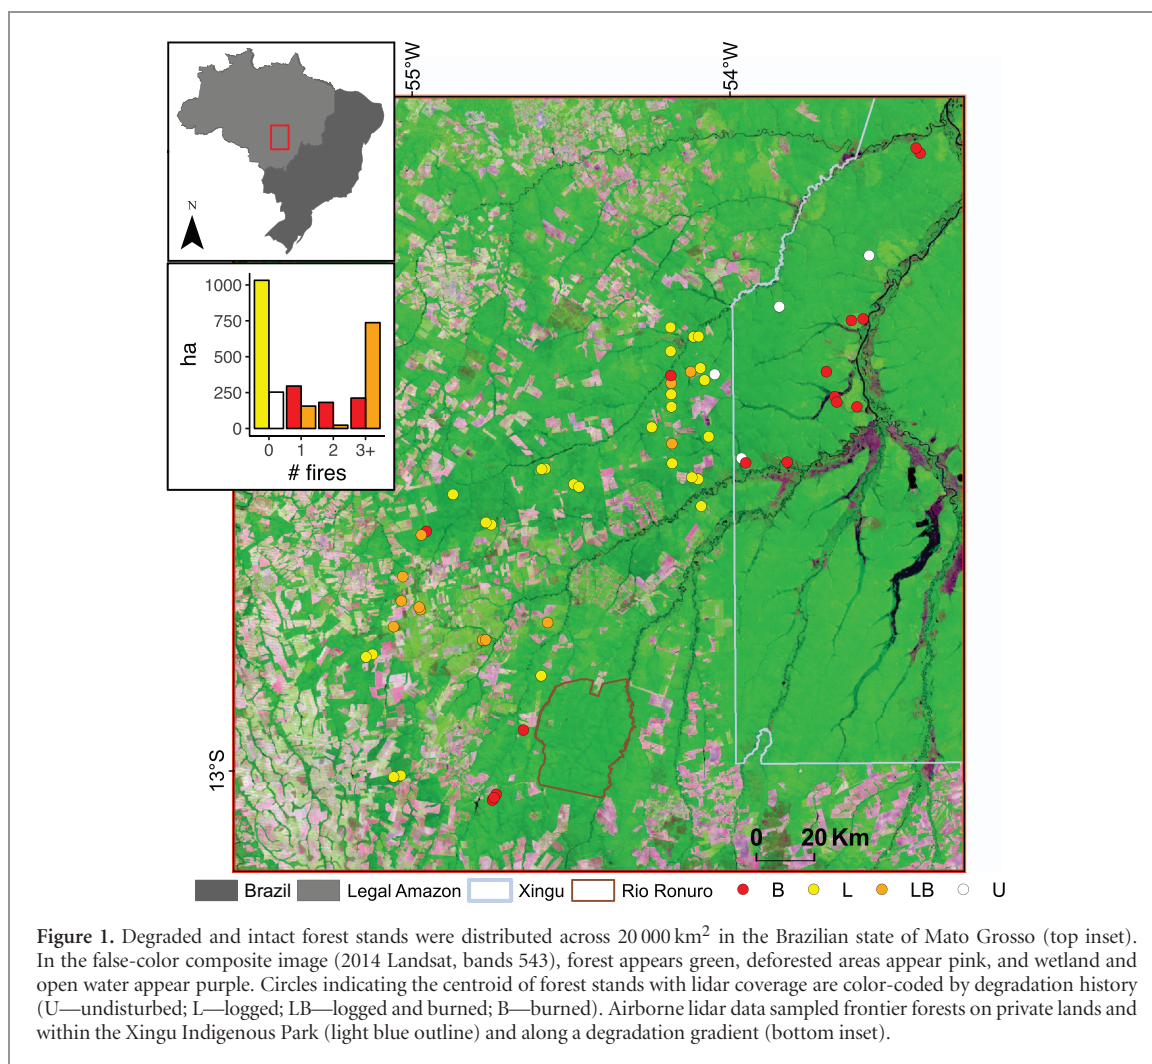 55°W
54°W
N
1000
750
500
250
0
ha
0 1 2 3+
# fires
13°S
0 20 Km
Brazil Legal Amazon Xingu Rio Ronuro B L LB U
Figure 1. Degraded and intact forest stands were distributed across 20 000 km² in the Brazilian state of Mato Grosso (top inset).
In the false-color composite image (2014 Landsat, bands 543), forest appears green, deforested areas appear pink, and wetland and
open water appear purple. Circles indicating the centroid of forest stands with lidar coverage are color-coded by degradation history
(U—undisturbed; L—logged; LB—logged and burned; B—burned). Airborne lidar data sampled frontier forests on private lands and
within the Xingu Indigenous Park (light blue outline) and along a degradation gradient (bottom inset).